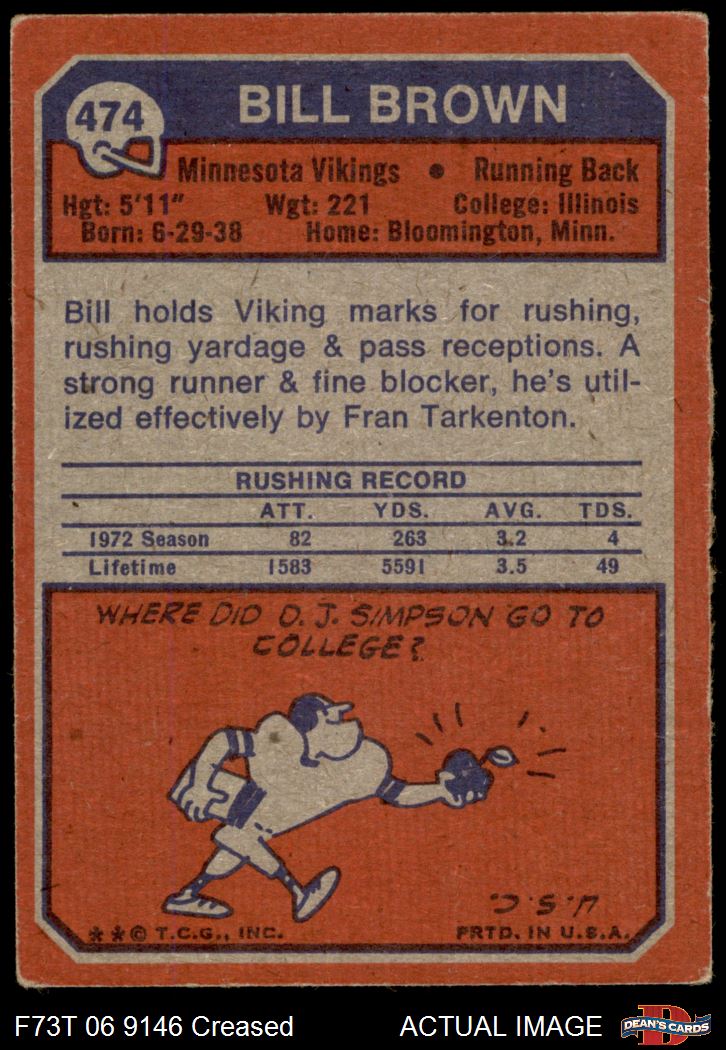 474
BILL BROWN
Minnesota Vikings • Running Back
Hgt: 5'11" Wgt: 221 College: Illinois
Born: 6-29-38 Home: Bloomington, Minn.
Bill holds Viking marks for rushing,
rushing yardage & pass receptions. A
strong runner & fine blocker, he's util-
ized effectively by Fran Tarkenton.
RUSHING RECORD
ATT. YDS. AVG. TDS.
1972 Season 82 263 3.2 4
Lifetime 1583 5591 3.5 49
WHERE DID O. J. SIMPSON GO TO
COLLEGE?
U.S.C.
**© T.C.G., INC. PRTD. IN U.S.A.
F73T 06 9146 Creased ACTUAL IMAGE
D
DEAN'S CARDS